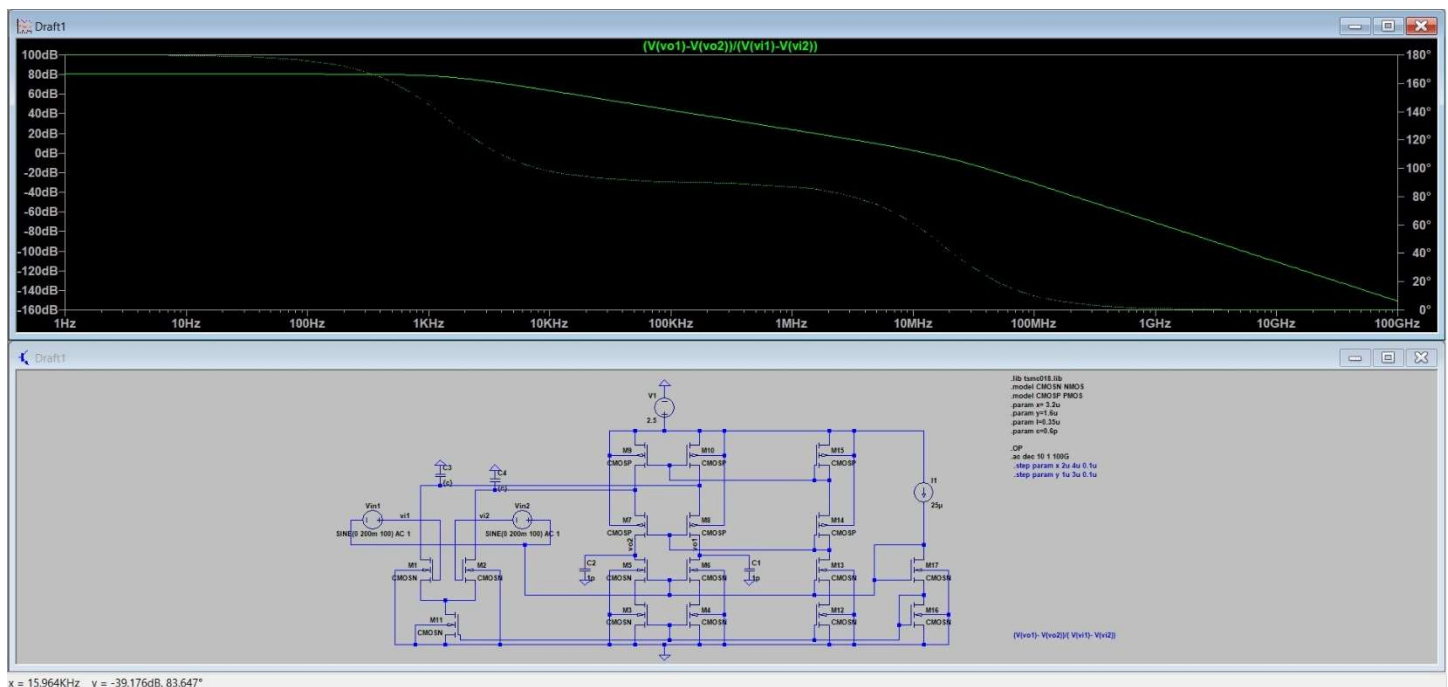 Draft1
(V(vo1)-V(vo2))/(V(vi1)-V(vi2))
100dB
80dB
60dB
40dB
20dB
0dB
-20dB
-40dB
-60dB
-80dB
-100dB
-120dB
-140dB
-160dB
180°
160°
140°
120°
100°
80°
60°
40°
20°
0°
1Hz 10Hz 100Hz 1KHz 10KHz 100KHz 1MHz 10MHz 100MHz 1GHz 10GHz 100GHz
Draft1
.lib tsmc018.lib
.model CMOSN NMOS
.model CMOSP PMOS
.param x= 3.2u
.param y=1.6u
.param l=0.35u
.param c=0.6p
.OP
.ac dec 10 1 100G
.step param x 2u 4u 0.1u
.step param y 1u 3u 0.1u
V1
2.5
M9
CMOSP
M10
CMOSP
M15
CMOSP
C3
{c}
C4
{c}
I1
25µ
Vin1
vi1
SINE(0 200m 100) AC 1
vi2
Vin2
SINE(0 200m 100) AC 1
M7
CMOSP
M8
CMOSP
M14
CMOSP
vo2
vo1
M1
CMOSN
M2
CMOSN
C2
1p
M5
CMOSN
M6
CMOSN
C1
1p
M13
CMOSN
M17
CMOSN
M11
CMOSN
M3
CMOSN
M4
CMOSN
M12
CMOSN
M16
CMOSN
(V(vo1)- V(vo2))/( V(vi1)- V(vi2))
x = 15.964KHz y = -39.176dB, 83.647°